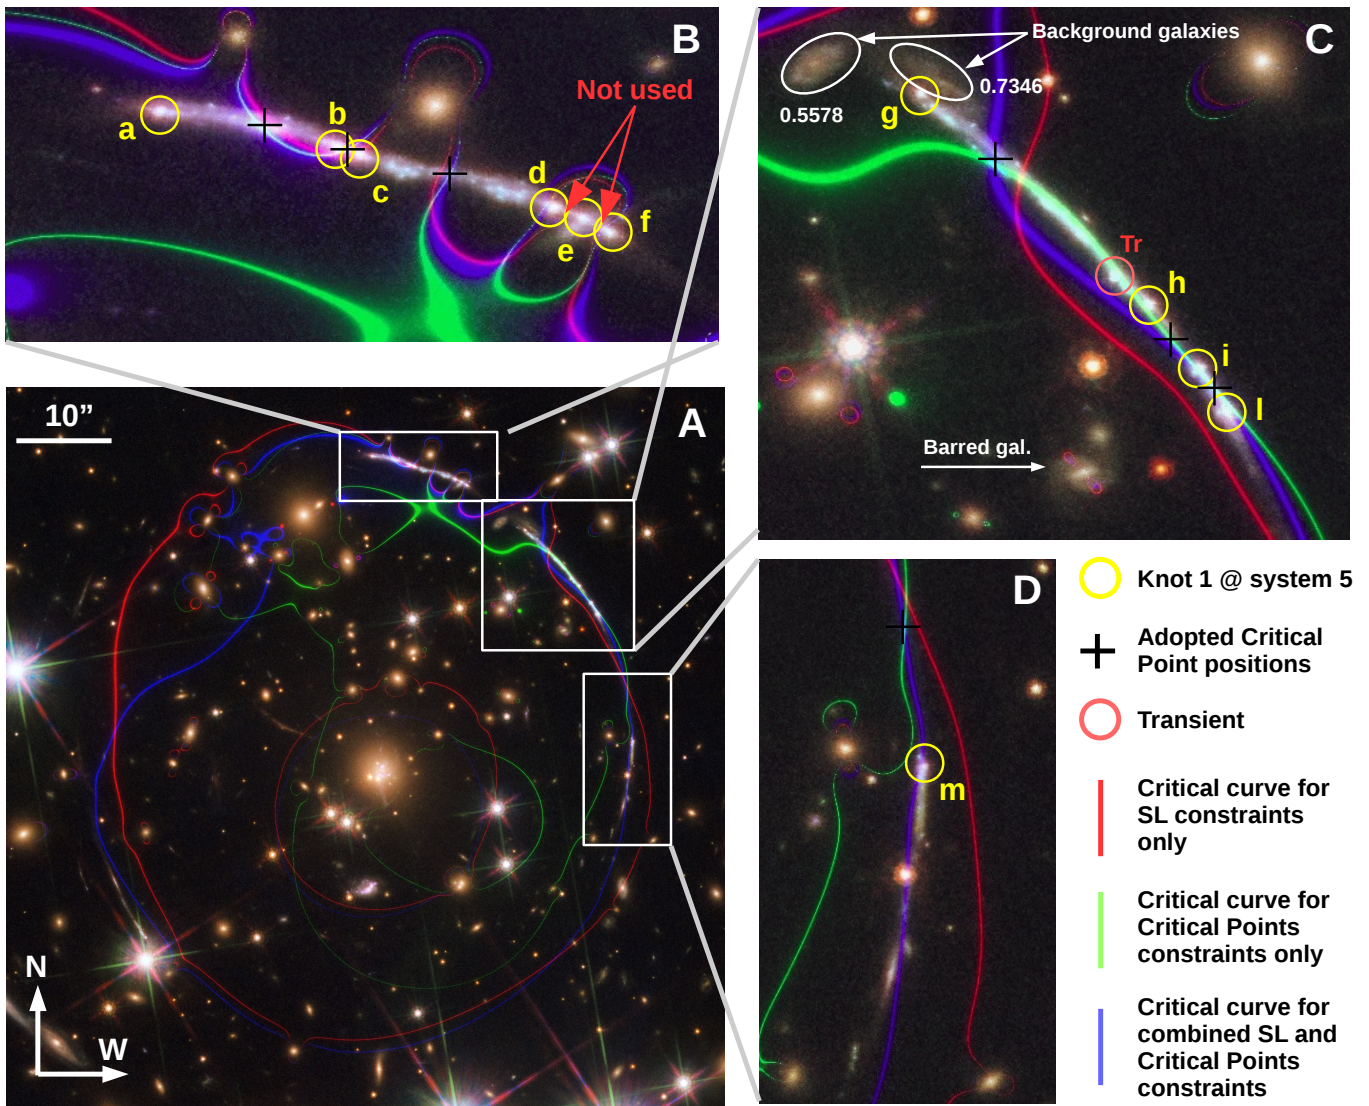 B
Not used
a
b
c
d
e
f
C
Background galaxies
0.7346
0.5578
g
Tr
h
i
l
Barred gal.
A
10”
N
W
D
m
Knot 1 @ system 5
Adopted Critical
Point positions
Transient
Critical curve for
SL constraints
only
Critical curve for
Critical Points
constraints only
Critical curve for
combined SL and
Critical Points
constraints